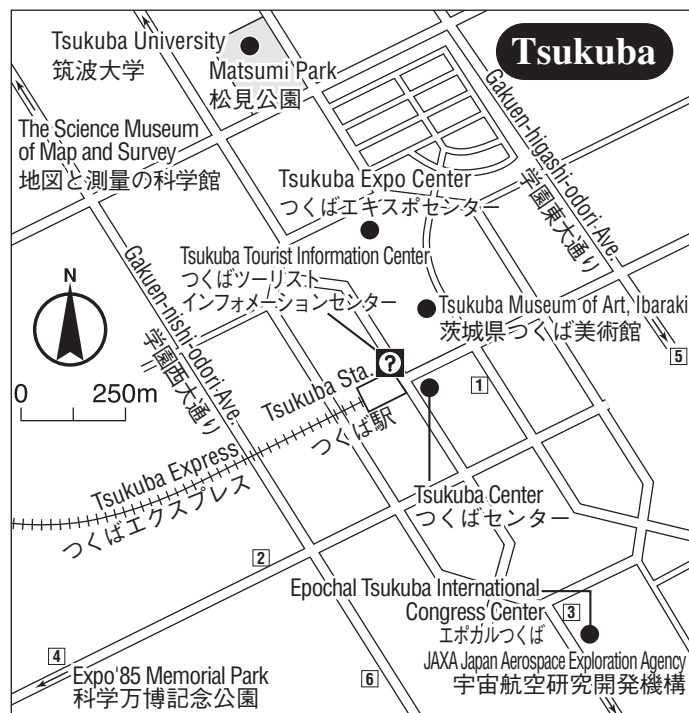 Tsukuba
Tsukuba University
筑波大学
Matsumi Park
松見公園
The Science Museum
of Map and Survey
地図と測量の科学館
Gakuen-higashi-odori Ave.
学園東大通り
Tsukuba Expo Center
つくばエキスポセンター
Tsukuba Tourist Information Center
つくばツーリスト
インフォメーションセンター
Tsukuba Museum of Art, Ibaraki
茨城県つくば美術館
N
0 250m
Gakuen-nishi-odori Ave.
学園西大通り
?
5
1
Tsukuba Sta.
つくば駅
Tsukuba Express
つくばエクスプレス
Tsukuba Center
つくばセンター
2
Epochal Tsukuba International
Congress Center
エポカルつくば
3
JAXA Japan Aerospace Exploration Agency
宇宙航空研究開発機構
4
Expo'85 Memorial Park
科学万博記念公園
6